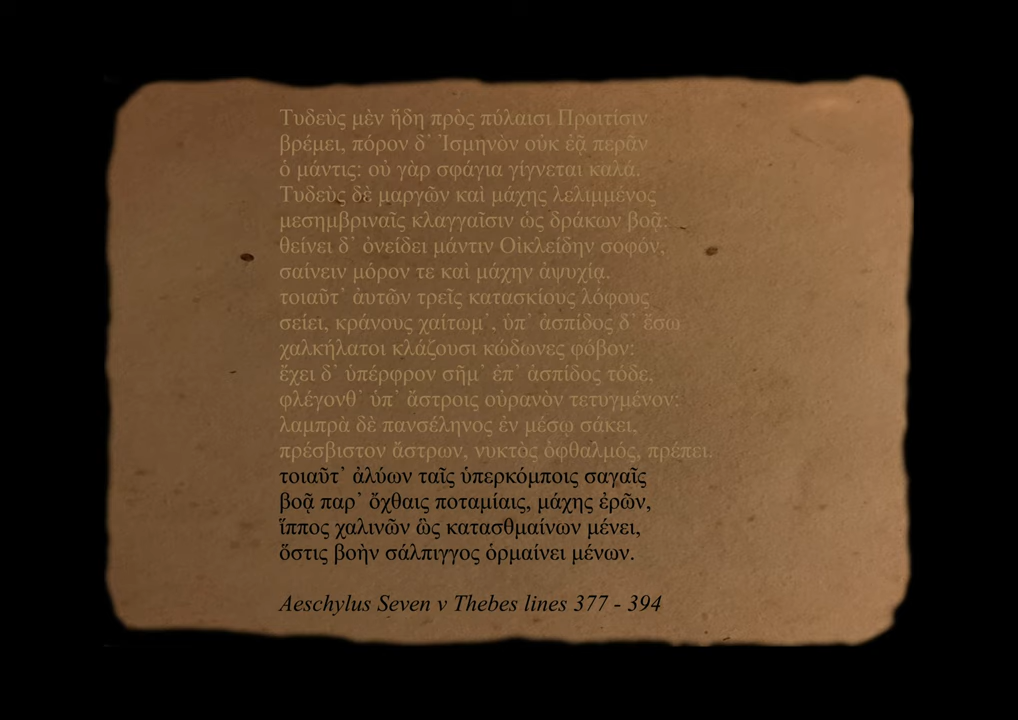 Τυδεὺς μὲν ἤδη πρὸς πύλαισι Προιτίσιν
βρέμει, πόρον δ᾽ Ἰσμηνὸν οὐκ ἐᾷ περᾶν
ὁ μάντις: οὐ γὰρ σφάγια γίγνεται καλά.
Τυδεὺς δὲ μαργῶν καὶ μάχης λελιμμένος
μεσημβριναῖς κλαγγαῖσιν ὡς δράκων βοᾷ:
θείνει δ᾽ ὀνείδει μάντιν Οἰκλείδην σοφόν,
σαίνειν μόρον τε καὶ μάχην ἀψυχίᾳ.
τοιαῦτ᾽ ἀυτῶν τρεῖς κατασκίους λόφους
σείει, κράνους χαίτωμ᾽, ὑπ᾽ ἀσπίδος δ᾽ ἔσω
χαλκήλατοι κλάζουσι κώδωνες φόβον:
ἔχει δ᾽ ὑπέρφρον σῆμ᾽ ἐπ᾽ ἀσπίδος τόδε,
φλέγονθ᾽ ὑπ᾽ ἄστροις οὐρανὸν τετυγμένον:
λαμπρὰ δὲ πανσέληνος ἐν μέσῳ σάκει,
πρέσβιστον ἄστρων, νυκτὸς ὀφθαλμός, πρέπει.
τοιαῦτ᾽ ἀλύων ταῖς ὑπερκόμποις σαγαῖς
βοᾷ παρ᾽ ὄχθαις ποταμίαις, μάχης ἐρῶν,
ἵππος χαλινῶν ὣς κατασθμαίνων μένει,
ὅστις βοὴν σάλπιγγος ὁρμαίνει μένων.
Aeschylus Seven v Thebes lines 377 - 394